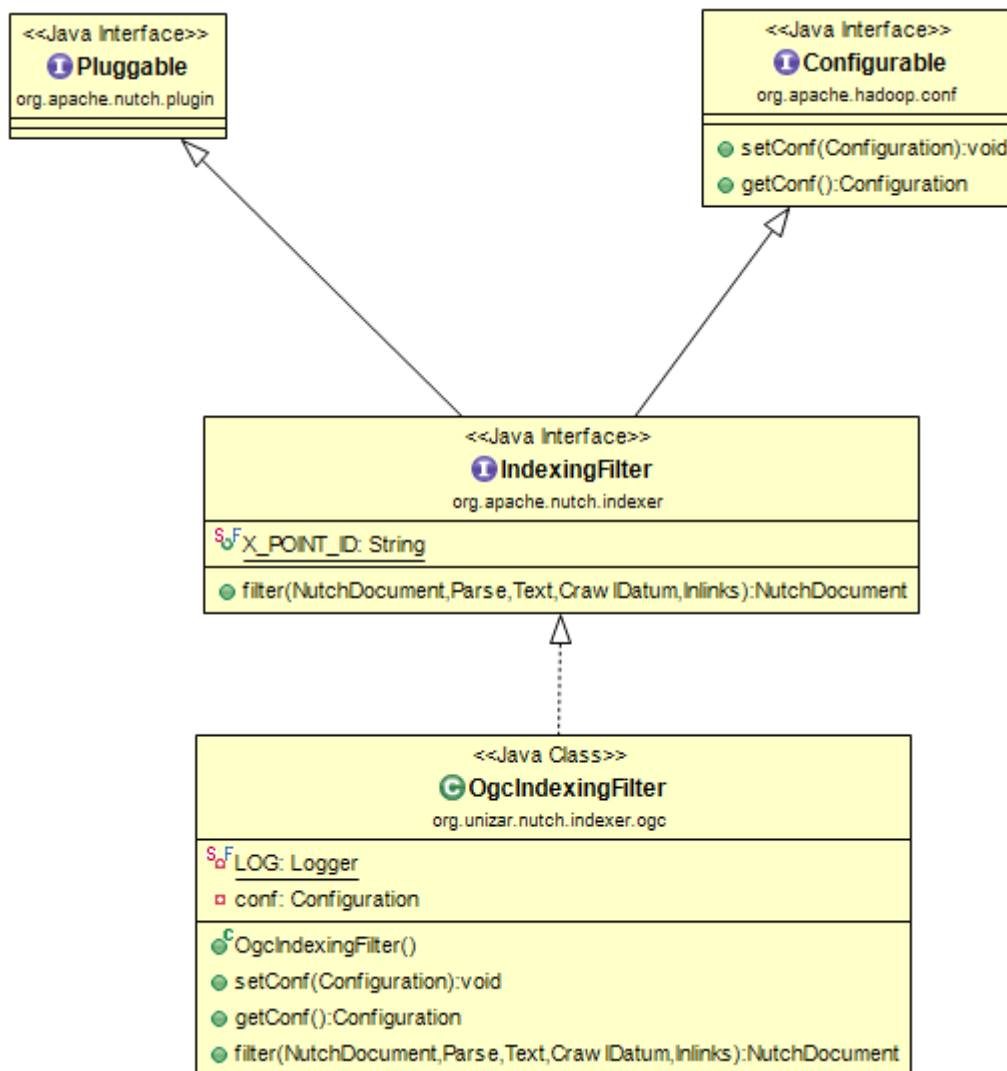 <<Java Interface>>
I Pluggable
org.apache.nutch.plugin
<<Java Interface>>
I Configurable
org.apache.hadoop.conf
setConf(Configuration):void
getConf():Configuration
<<Java Interface>>
I IndexingFilter
org.apache.nutch.indexer
S F X_POINT_ID: String
filter(NutchDocument,Parse,Text,CrawlDatum,Inlinks):NutchDocument
<<Java Class>>
C OgcIndexingFilter
org.unizar.nutch.indexer.ogc
S F LOG: Logger
conf: Configuration
C OgcIndexingFilter()
setConf(Configuration):void
getConf():Configuration
filter(NutchDocument,Parse,Text,CrawlDatum,Inlinks):NutchDocument